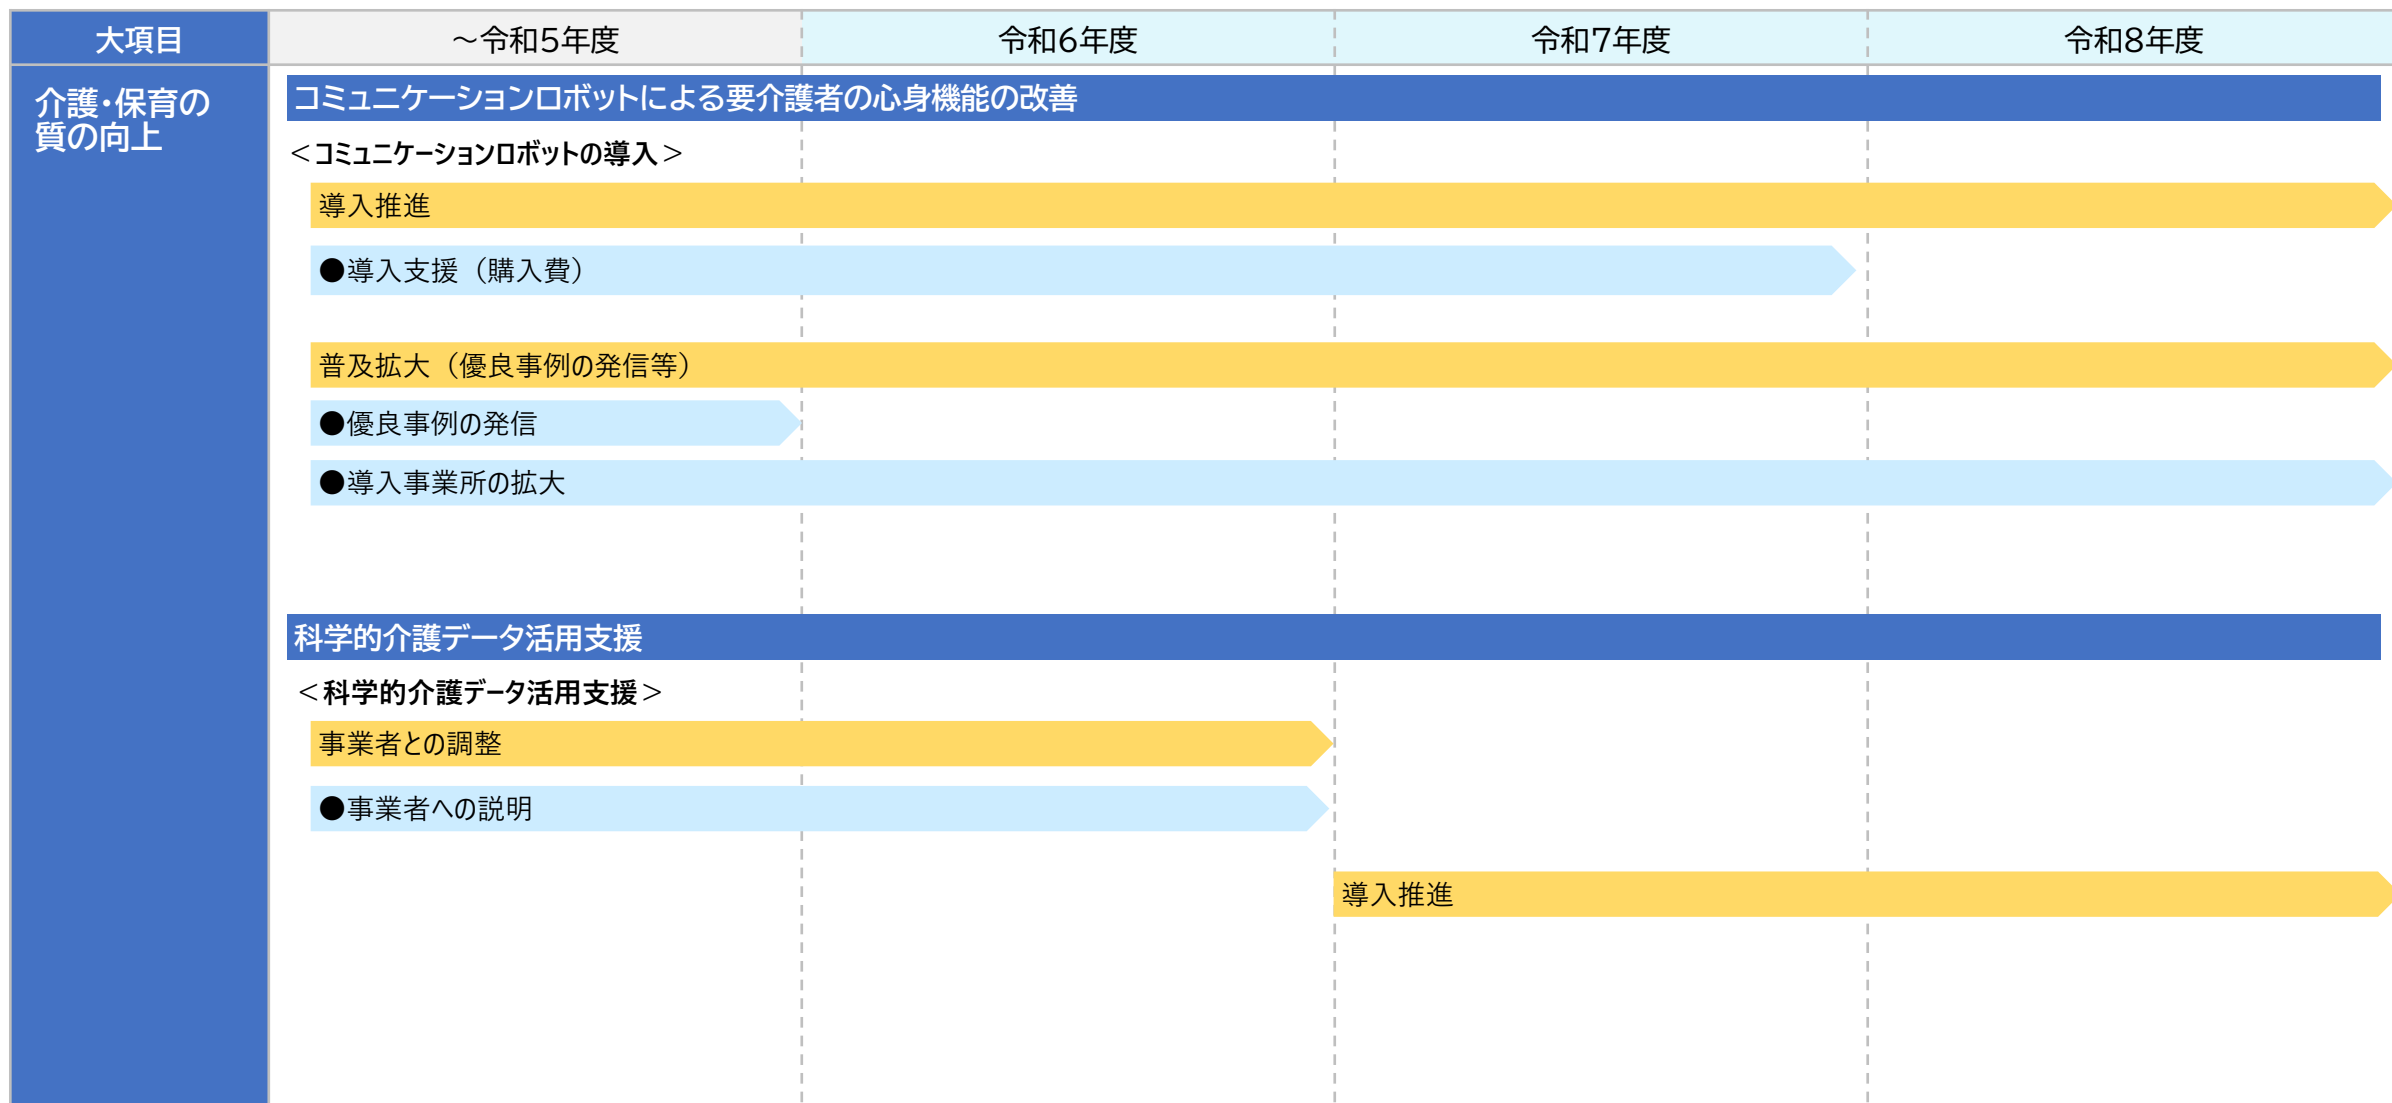 大項目
～令和5年度
令和6年度
令和7年度
令和8年度
介護・保育の
質の向上
コミュニケーションロボットによる要介護者の心身機能の改善
＜コミュニケーションロボットの導入＞
導入推進
●導入支援（購入費）
普及拡大（優良事例の発信等）
●優良事例の発信
●導入事業所の拡大
科学的介護データ活用支援
＜科学的介護データ活用支援＞
事業者との調整
●事業者への説明
導入推進